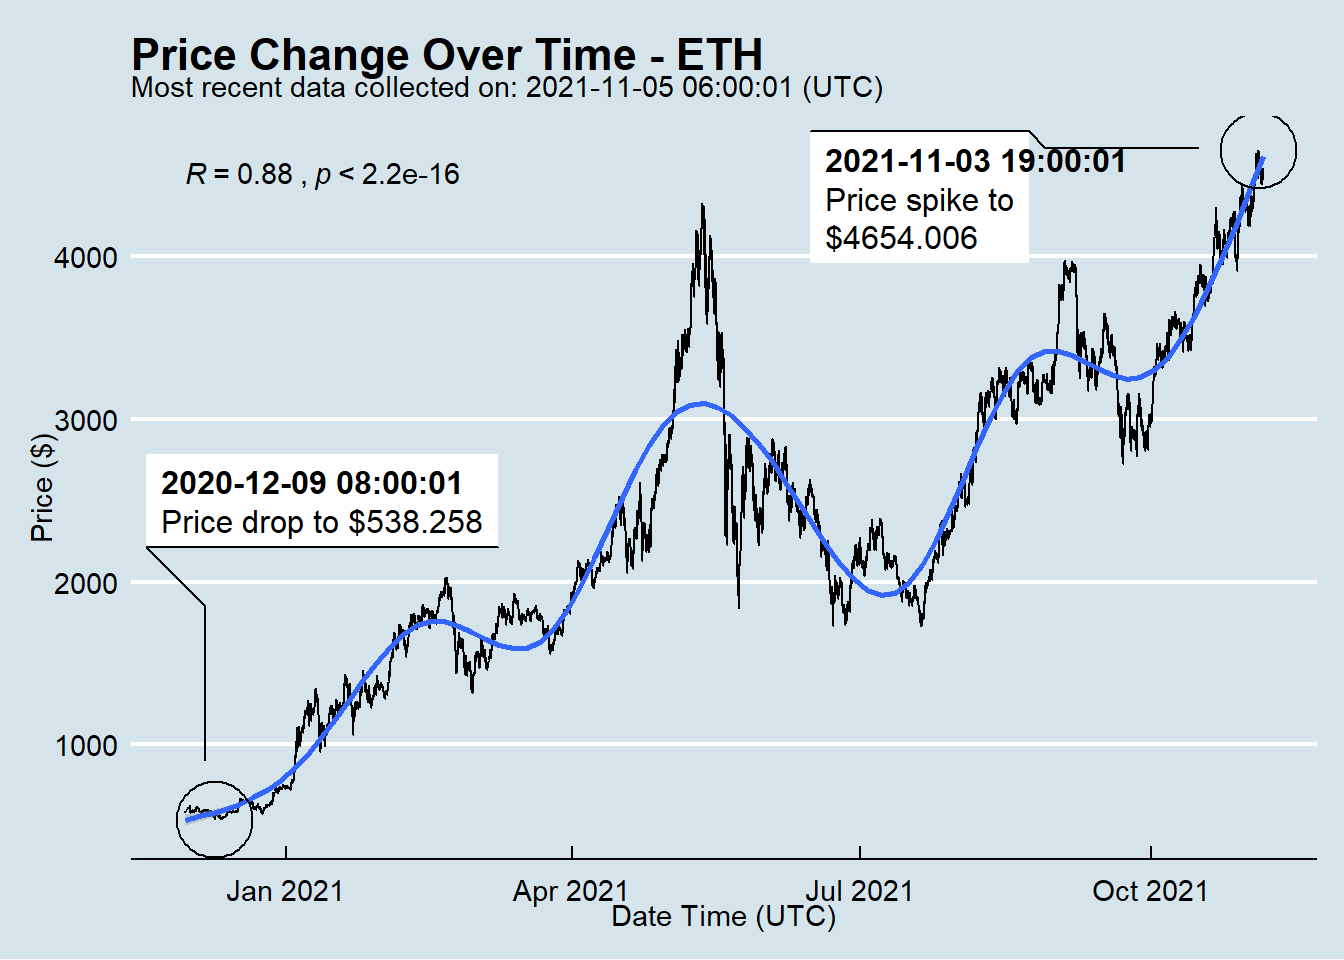 Price Change Over Time - ETH
Most recent data collected on: 2021-11-05 06:00:01 (UTC)
R = 0.88 , p < 2.2e-16
2021-11-03 19:00:01
Price spike to
$4654.006
2020-12-09 08:00:01
Price drop to $538.258
Price ($)
4000
3000
2000
1000
Jan 2021
Apr 2021
Jul 2021
Oct 2021
Date Time (UTC)